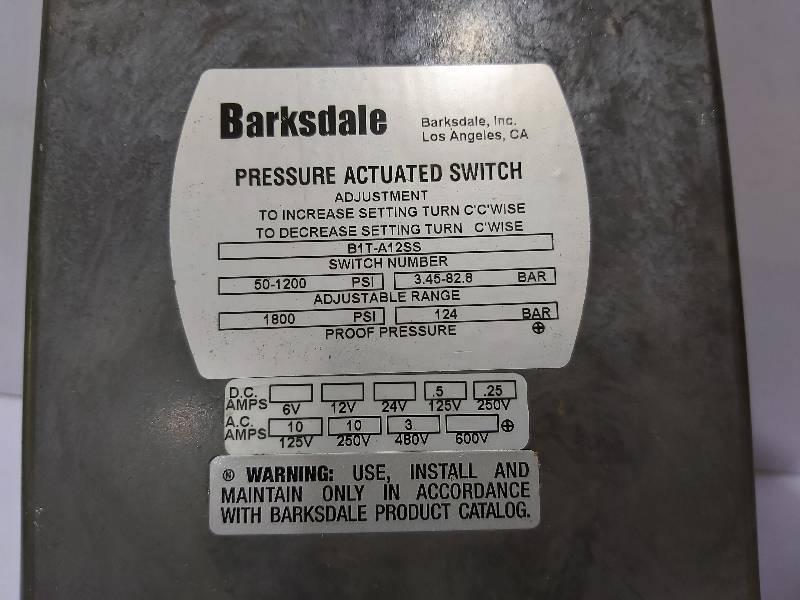 Barksdale
Barksdale, Inc.
Los Angeles, CA
PRESSURE ACTUATED SWITCH
ADJUSTMENT
TO INCREASE SETTING TURN C'C'WISE
TO DECREASE SETTING TURN C'WISE
B1T-A12SS
SWITCH NUMBER
50-1200 PSI 3.45-82.8 BAR
ADJUSTABLE RANGE
1800 PSI 124 BAR
PROOF PRESSURE
D.C. AMPS .5 .25
6V 12V 24V 125V 250V
A.C. AMPS 10 10 3
125V 250V 480V 600V
WARNING: USE, INSTALL AND
MAINTAIN ONLY IN ACCORDANCE
WITH BARKSDALE PRODUCT CATALOG.